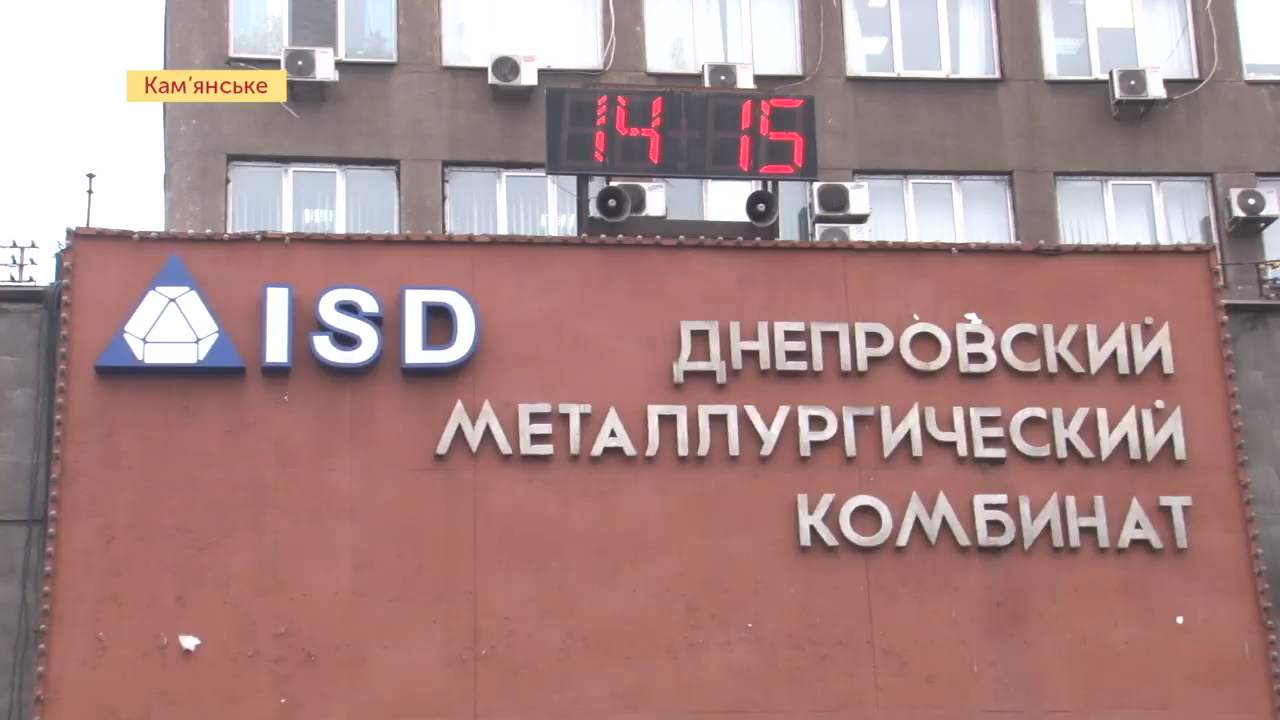 Кам'янське
14 15
ISD
ДНЕПРОВСКИЙ
МЕТАЛЛУРГИЧЕСКИЙ
КОМБИНАТ